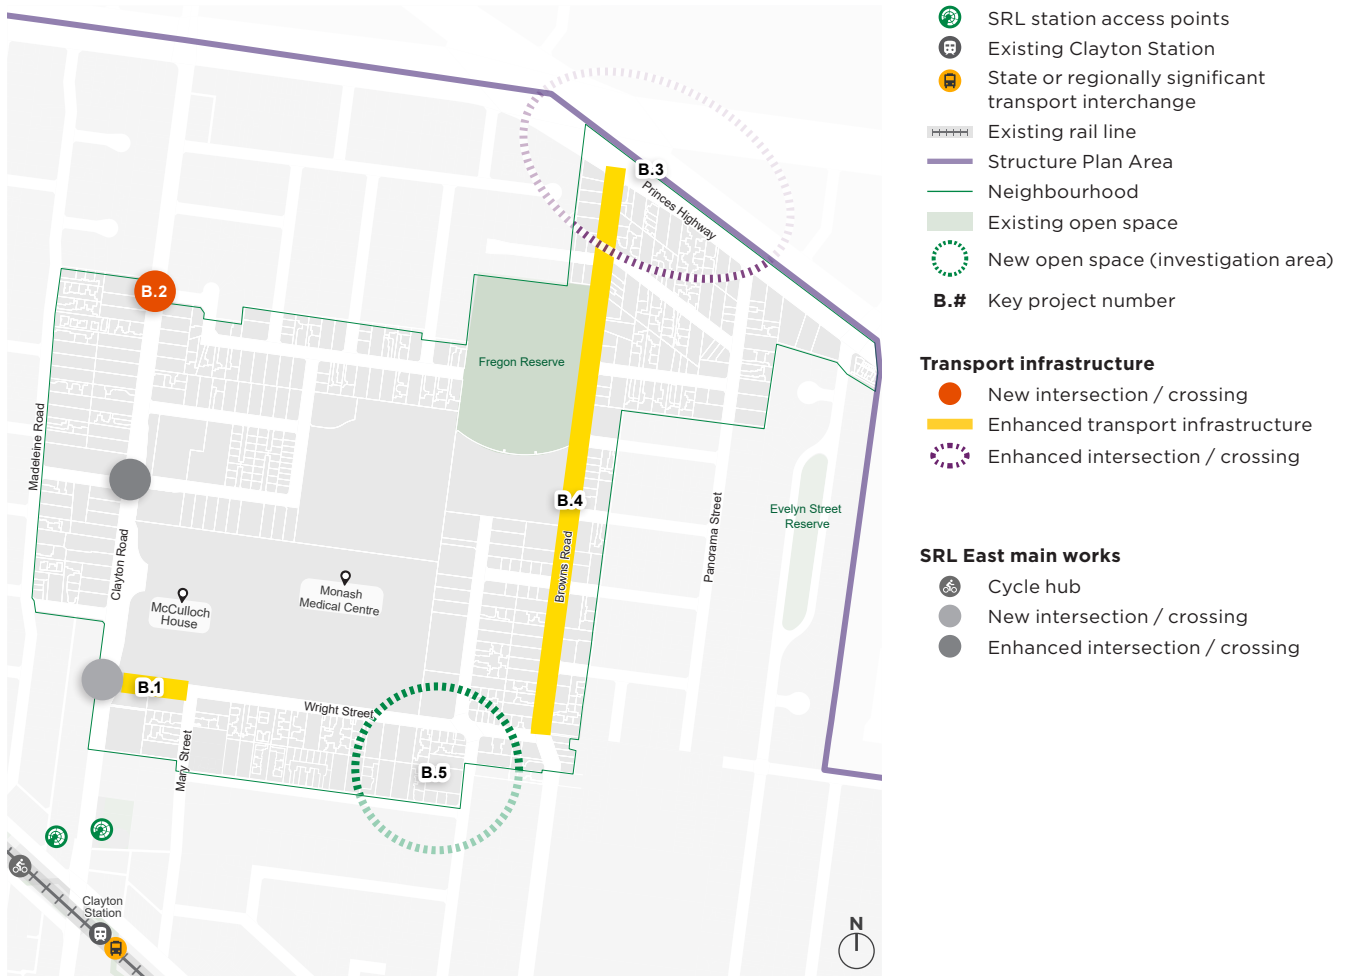 B.3
Princes Highway
B.2
Fregon Reserve
Madeleine Road
B.4
Panorama Street
Evelyn Street
Reserve
Clayton Road
Browns Road
Monash
Medical Centre
McCulloch
House
B.1
Wright Street
Mary Street
B.5
Clayton
Station
N
SRL station access points
Existing Clayton Station
State or regionally significant
transport interchange
Existing rail line
Structure Plan Area
Neighbourhood
Existing open space
New open space (investigation area)
B.# Key project number
Transport infrastructure
New intersection / crossing
Enhanced transport infrastructure
Enhanced intersection / crossing
SRL East main works
Cycle hub
New intersection / crossing
Enhanced intersection / crossing